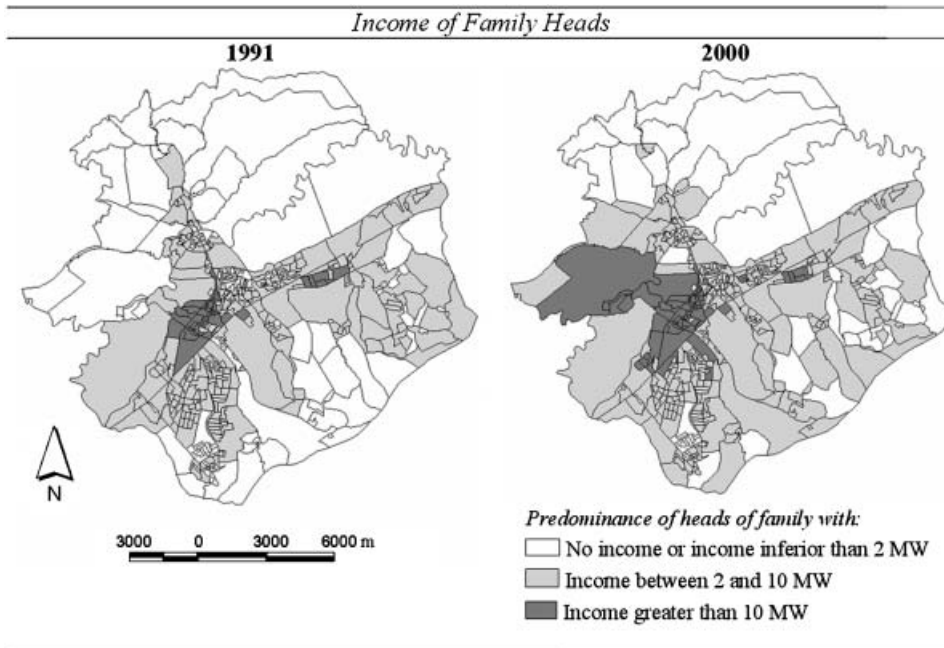 Income of Family Heads
1991
2000
N
3000 0 3000 6000 m
Predominance of heads of family with:
No income or income inferior than 2 MW
Income between 2 and 10 MW
Income greater than 10 MW